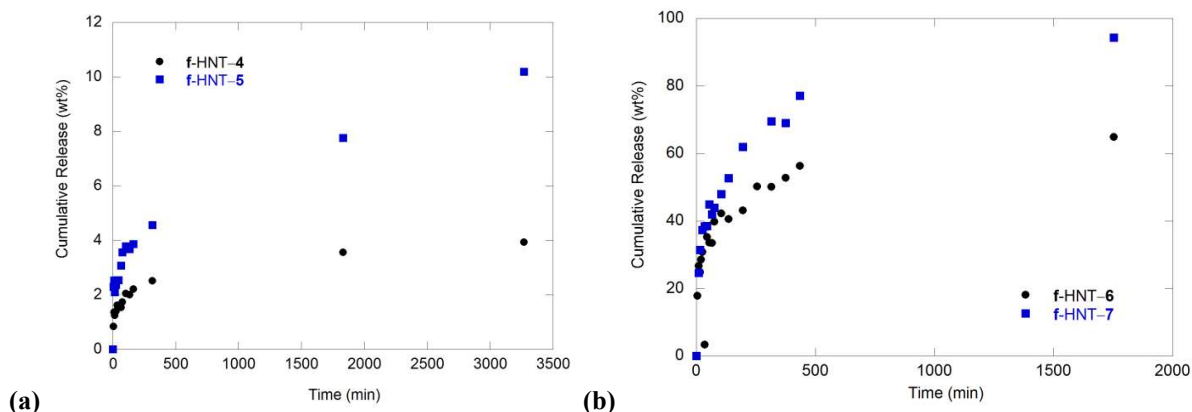 12
10
8
6
4
2
0
Cumulative Release (wt%)
f-HNT–4
f-HNT–5
0 500 1000 1500 2000 2500 3000 3500
Time (min)
(a)
100
80
60
40
20
0
Cumulative Release (wt%)
f-HNT–6
f-HNT–7
0 500 1000 1500 2000
Time (min)
(b)